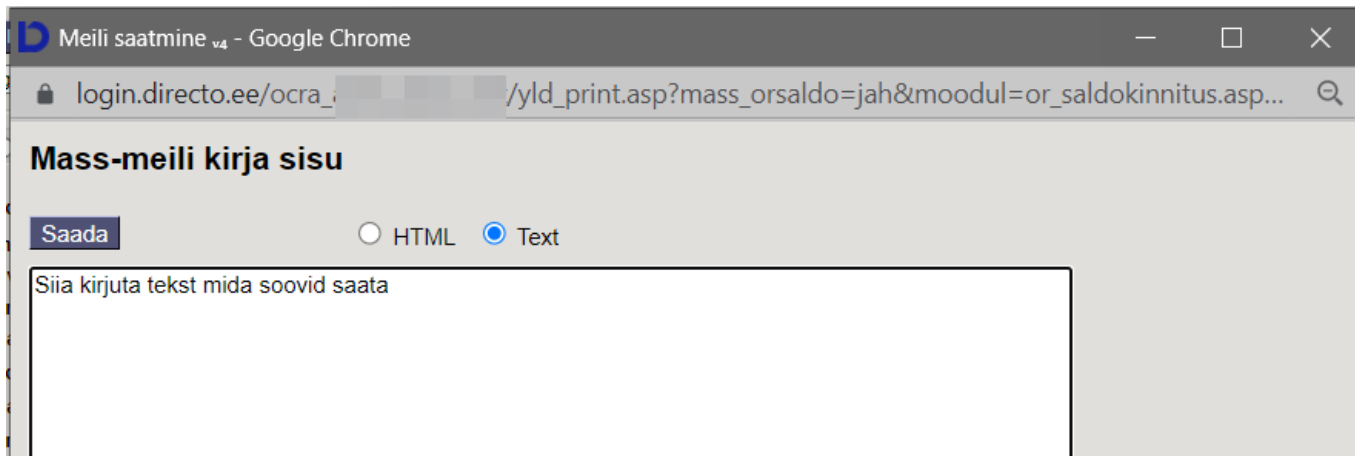 Meili saatmine v4 - Google Chrome
login.directo.ee/ocra_ /yld_print.asp?mass_orsaldo=jah&moodul=or_saldokinnitus.asp...
Mass-meili kirja sisu
Saada HTML Text
Siia kirjuta tekst mida soovid saata